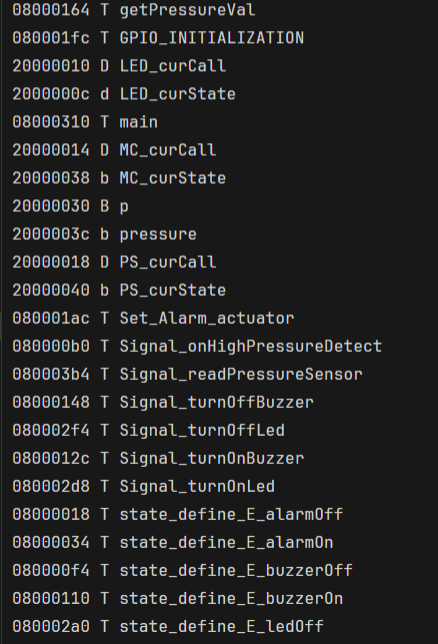 08000164 T getPressureVal
080001fc T GPIO_INITIALIZATION
20000010 D LED_curCall
2000000c d LED_curState
08000310 T main
20000014 D MC_curCall
20000038 b MC_curState
20000030 B p
2000003c b pressure
20000018 D PS_curCall
20000040 b PS_curState
080001ac T Set_Alarm_actuator
080000b0 T Signal_onHighPressureDetect
080003b4 T Signal_readPressureSensor
08000148 T Signal_turnOffBuzzer
080002f4 T Signal_turnOffLed
0800012c T Signal_turnOnBuzzer
080002d8 T Signal_turnOnLed
08000018 T state_define_E_alarmOff
08000034 T state_define_E_alarmOn
080000f4 T state_define_E_buzzerOff
08000110 T state_define_E_buzzerOn
080002a0 T state_define_E_ledOff